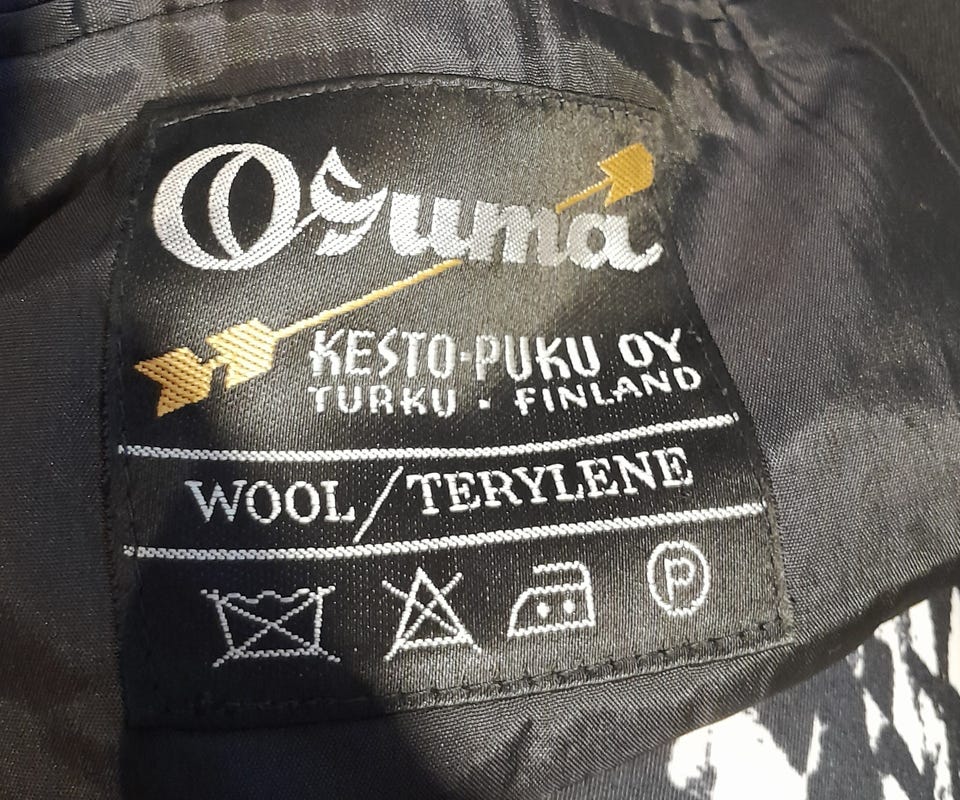 Osuma
KESTO-PUKU OY
TURKU · FINLAND
WOOL/TERYLENE
P